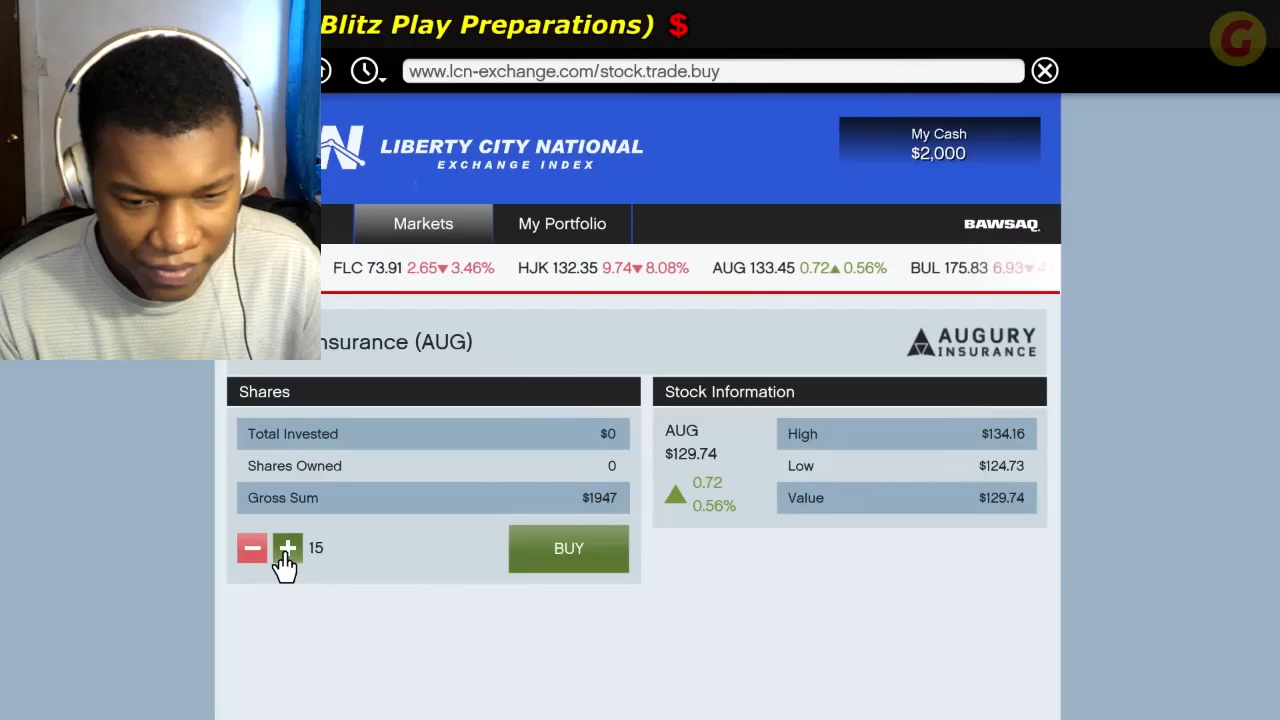 Blitz Play Preparations) $
G
www.lcn-exchange.com/stock.trade.buy
N LIBERTY CITY NATIONAL
EXCHANGE INDEX
My Cash
$2,000
Markets
My Portfolio
BAWSAQ
FLC 73.91 2.65▼3.46% HJK 132.35 9.74▼8.08% AUG 133.45 0.72▲0.56% BUL 175.83 6.93▼
nsurance (AUG)
AUGURY
INSURANCE
Shares
Total Invested $0
Shares Owned 0
Gross Sum $1947
15
BUY
Stock Information
AUG
$129.74
0.72
0.56%
High $134.16
Low $124.73
Value $129.74